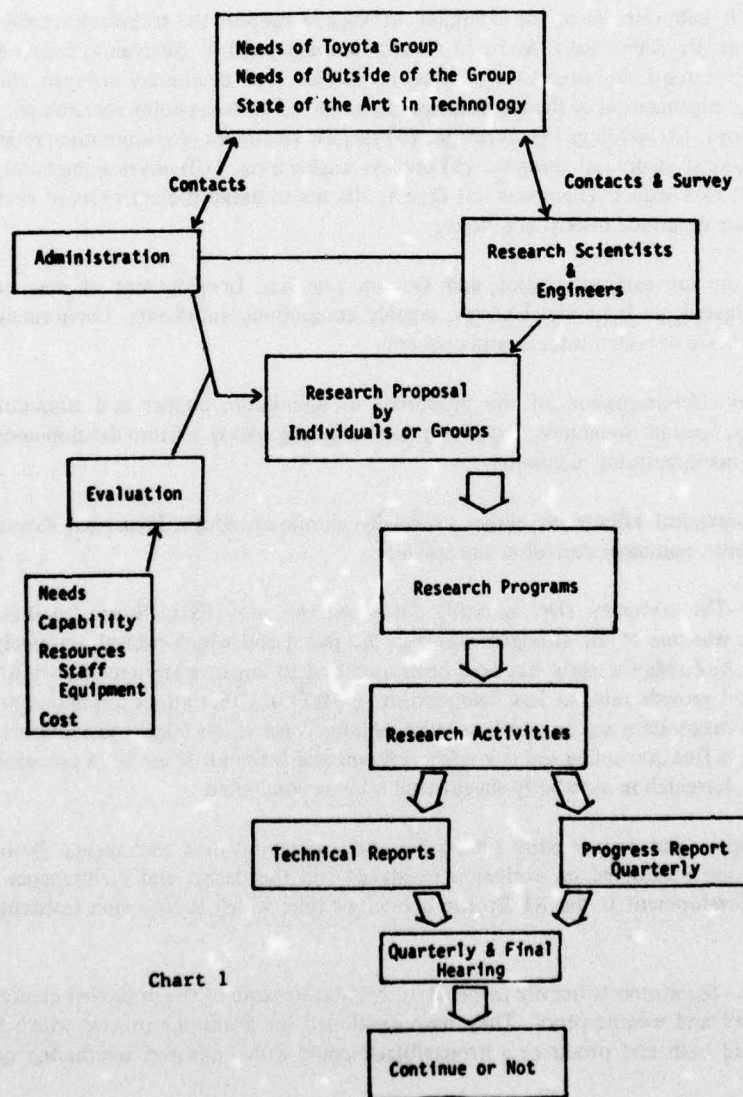 Needs of Toyota Group
Needs of Outside of the Group
State of the Art in Technology
Contacts
Contacts & Survey
Administration
Research Scientists
&
Engineers
Research Proposal
by
Individuals or Groups
Evaluation
Needs
Capability
Resources
Staff
Equipment
Cost
Research Programs
Research Activities
Technical Reports
Progress Report
Quarterly
Quarterly & Final
Hearing
Chart 1
Continue or Not